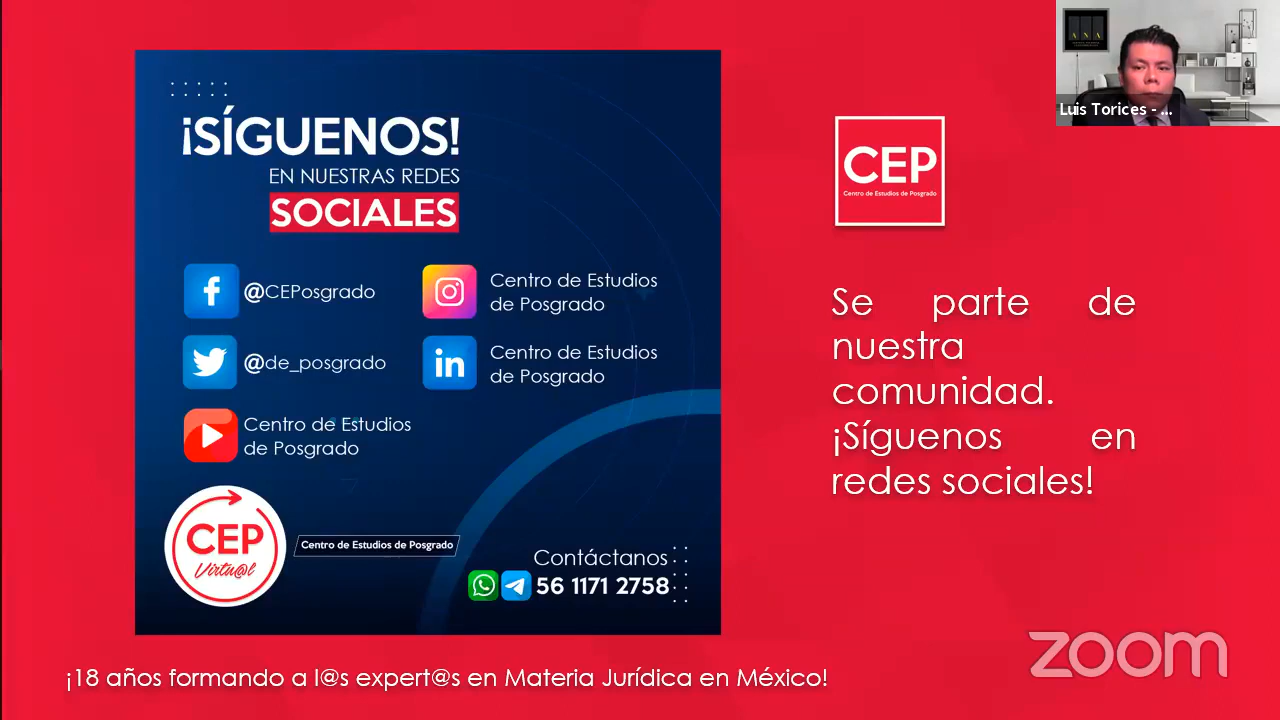 ¡SÍGUENOS!
EN NUESTRAS REDES
SOCIALES
@CEPosgrado
Centro de Estudios
de Posgrado
@de_posgrado
Centro de Estudios
de Posgrado
Centro de Estudios
de Posgrado
CEP
Virtu@l
Centro de Estudios de Posgrado
Contáctanos
56 1171 2758
CEP
Centro de Estudios de Posgrado
Se parte de
nuestra
comunidad.
¡Síguenos en
redes sociales!
ANA
Luis Torices - ...
zoom
¡18 años formando a l@s expert@s en Materia Jurídica en México!